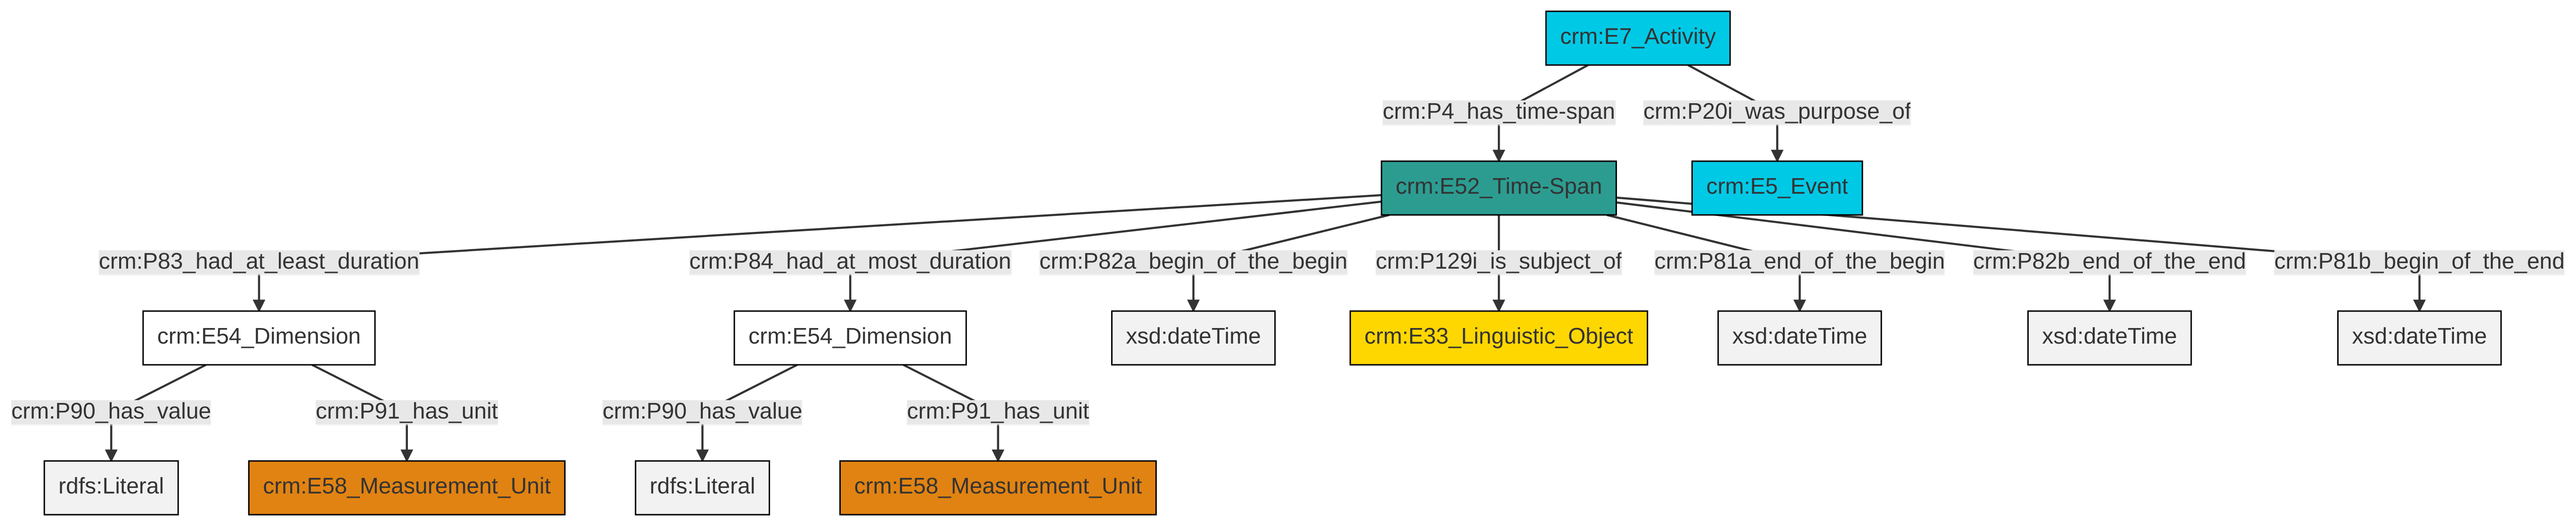 crm:E7_Activity
crm:P4_has_time-span
crm:P20i_was_purpose_of
crm:E52_Time-Span
crm:E5_Event
crm:P83_had_at_least_duration
crm:P84_had_at_most_duration
crm:P82a_begin_of_the_begin
crm:P129i_is_subject_of
crm:P81a_end_of_the_begin
crm:P82b_end_of_the_end
crm:P81b_begin_of_the_end
crm:E54_Dimension
crm:E54_Dimension
xsd:dateTime
crm:E33_Linguistic_Object
xsd:dateTime
xsd:dateTime
xsd:dateTime
crm:P90_has_value
crm:P91_has_unit
crm:P90_has_value
crm:P91_has_unit
rdfs:Literal
crm:E58_Measurement_Unit
rdfs:Literal
crm:E58_Measurement_Unit